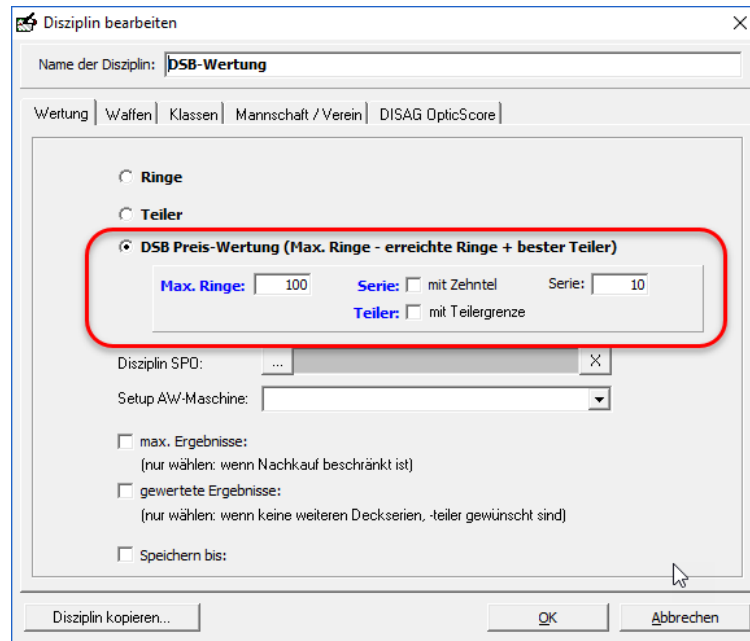 Disziplin bearbeiten
Name der Disziplin: DSB-Wertung
Wertung Waffen Klassen Mannschaft / Verein DISAG OpticScore
Ringe
Teiler
DSB Preis-Wertung (Max. Ringe - erreichte Ringe + bester Teiler)
Max. Ringe: 100 Serie: mit Zehntel Serie: 10
Teiler: mit Teilergrenze
Disziplin SPO: ... X
Setup AW-Maschine:
max. Ergebnisse:
(nur wählen: wenn Nachkauf beschränkt ist)
gewertete Ergebnisse:
(nur wählen: wenn keine weiteren Deckserien, -teiler gewünscht sind)
Speichern bis:
Disziplin kopieren... OK Abbrechen